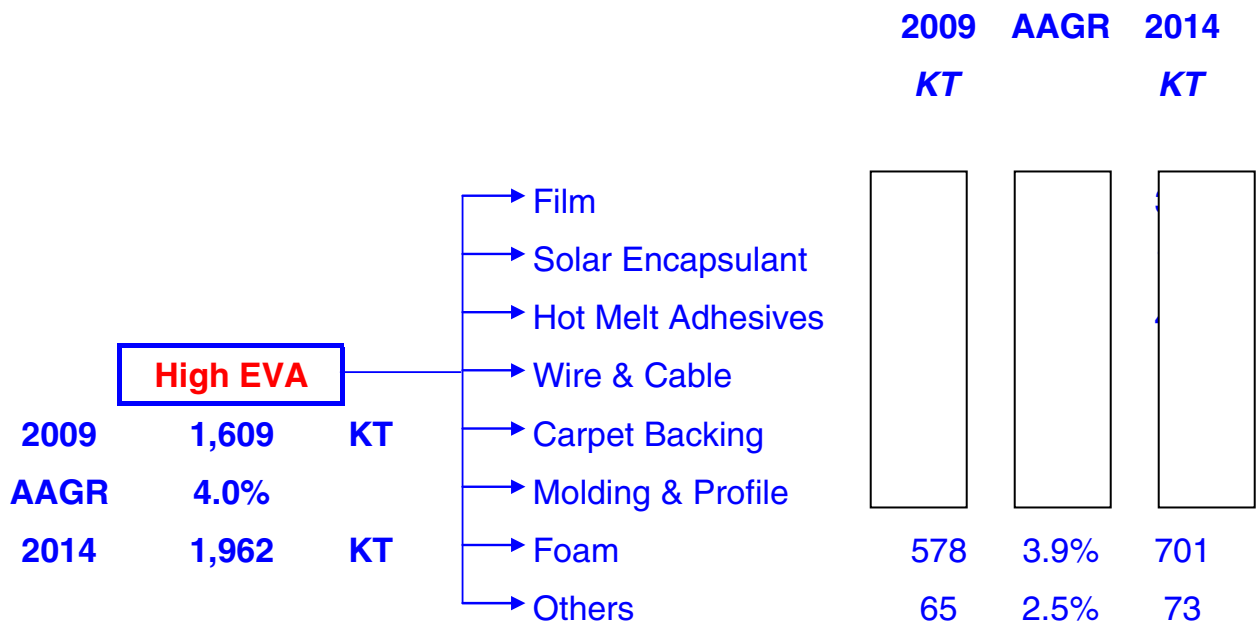 2009 AAGR 2014
KT KT
Film
Solar Encapsulant
Hot Melt Adhesives
High EVA
Wire & Cable
2009 1,609 KT
Carpet Backing
AAGR 4.0%
Molding & Profile
2014 1,962 KT
Foam 578 3.9% 701
Others 65 2.5% 73